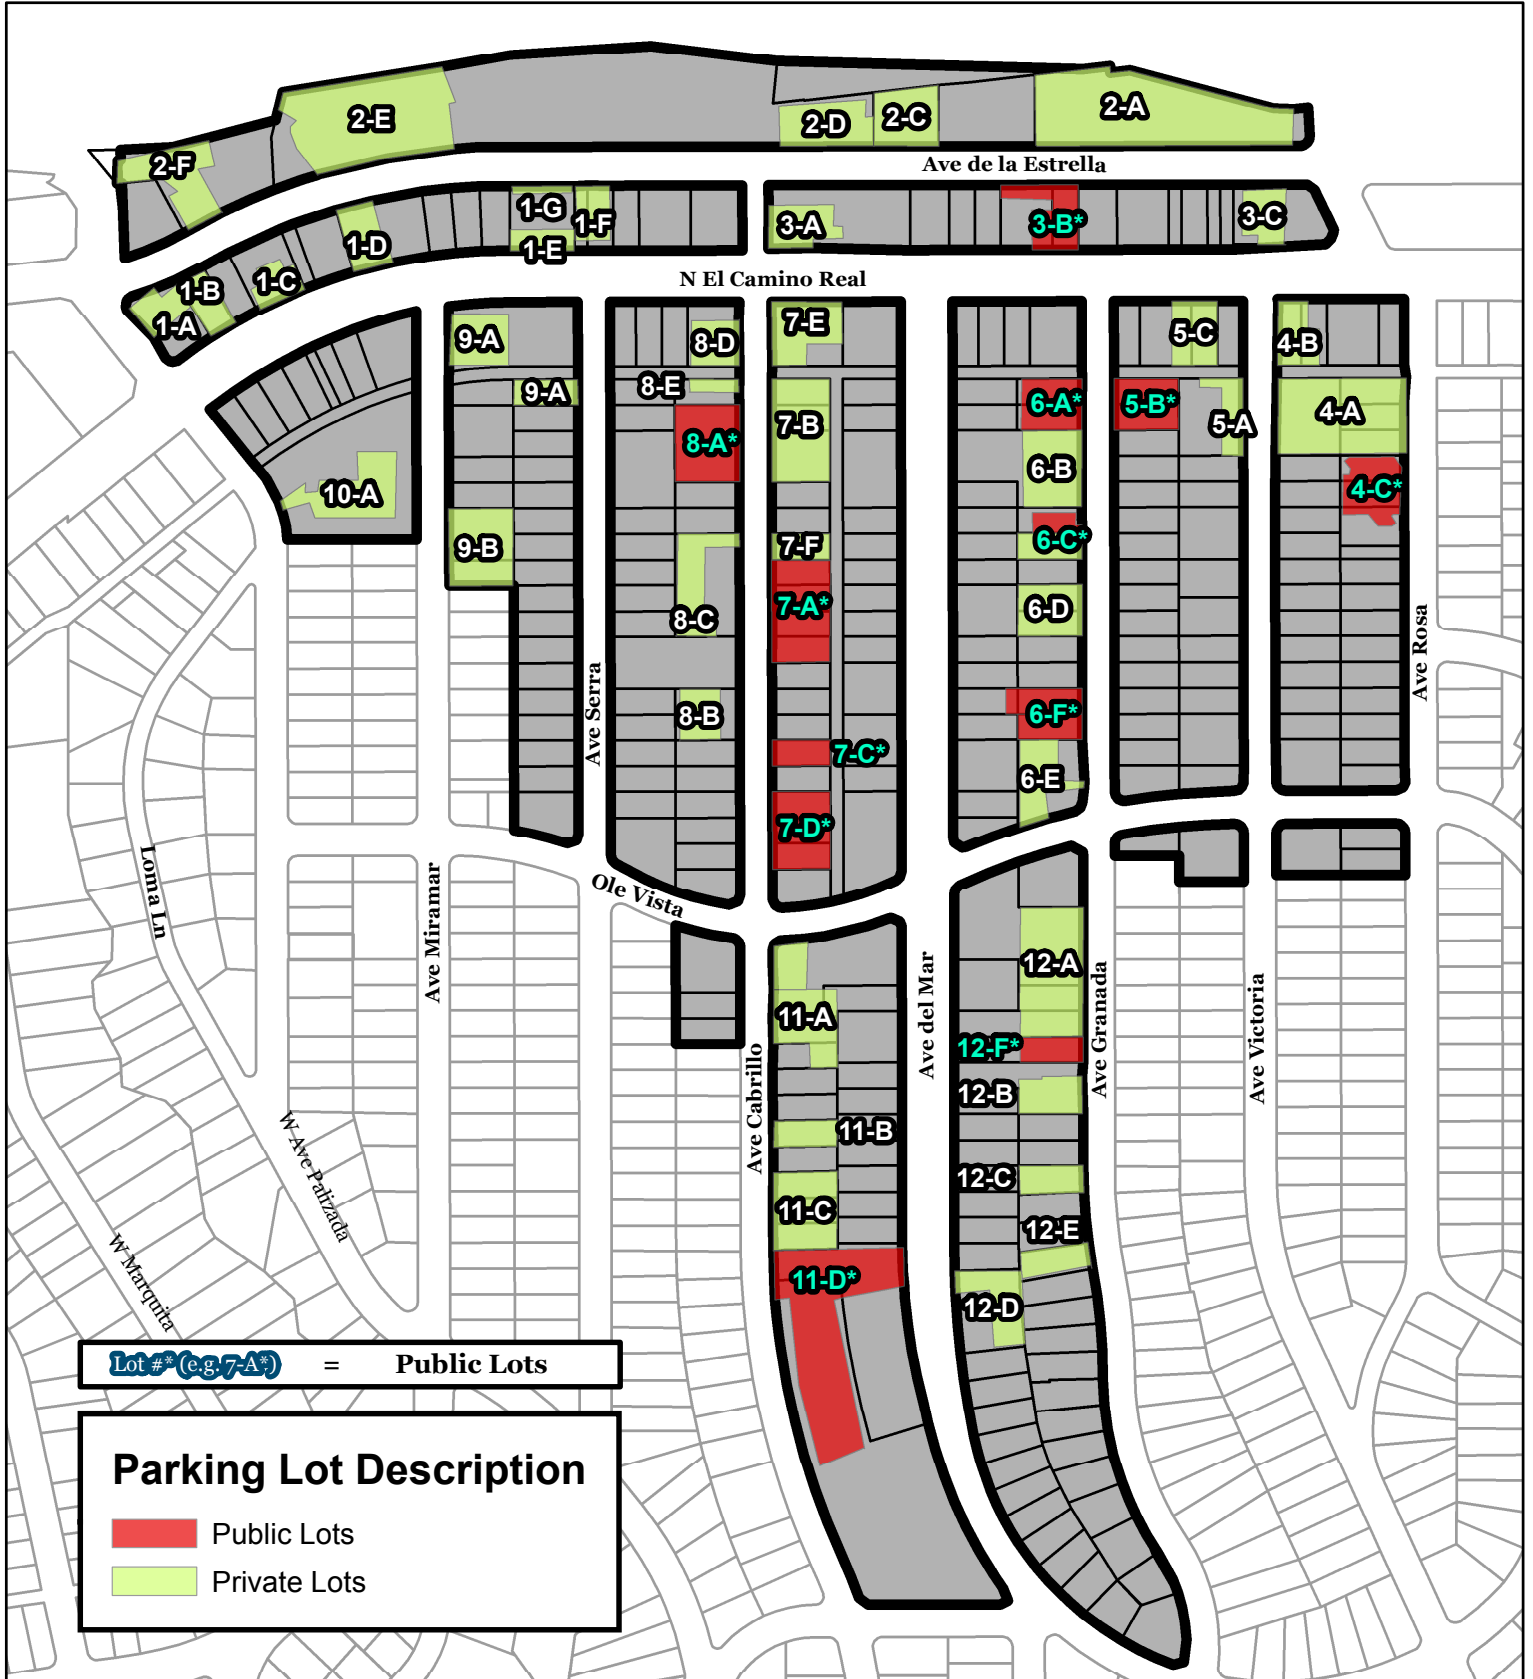 2-E
2-A
2-D
2-C
2-F
Ave de la Estrella
1-G
1-F
1-E
1-D
3-A
3-B*
3-C
1-C
1-B
1-A
N El Camino Real
9-A
8-D
7-E
5-C
4-B
9-A
8-E
6-A*
5-B*
4-A
7-B
5-A
8-A*
6-B
10-A
4-C*
9-B
7-F
6-C*
7-A*
6-D
8-C
Ave Serra
Ave Rosa
8-B
6-F*
7-C*
6-E
7-D*
Loma Ln
Ole Vista
Ave Miramar
12-A
11-A
Ave del Mar
Ave Granada
Ave Victoria
12-F*
12-B
Ave Cabrillo
11-B
W Ave Palizada
12-C
11-C
12-E
W Marquita
11-D*
12-D
Lot #* (e.g. 7-A*) = Public Lots
Parking Lot Description
Public Lots
Private Lots